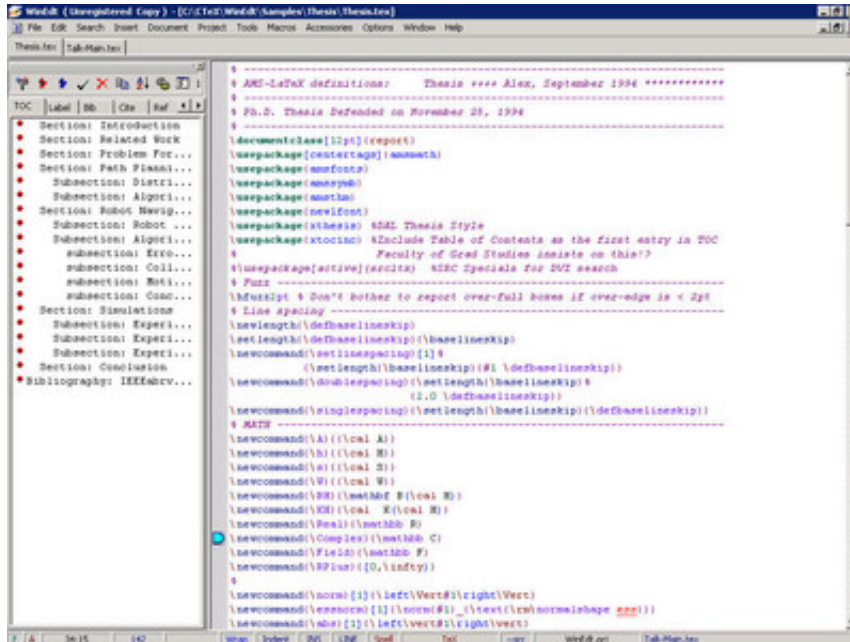 WinEdt (Unregistered Copy) - [C:\CTeX\WinEdt\Samples\Thesis\Thesis.tex]
File Edit Search Insert Document Project Tools Macros Accessories Options Window Help
Thesis.tex Talk-Main.tex
TOC Label Bib Cite Ref
Section: Introduction
Section: Related Work
Section: Problem For...
Section: Path Planni...
Subsection: Distri...
Subsection: Algori...
Section: Robot Navig...
Subsection: Robot ...
Subsection: Algori...
subsection: Erro...
subsection: Coll...
subsection: Moti...
subsection: Conc...
Section: Simulations
Subsection: Experi...
Subsection: Experi...
Subsection: Experi...
Section: Conclusion
Bibliography: IEEEabrv...
% -----------------------------------------------------------------------
% AMS-LaTeX definitions: Thesis **** Alex, September 1994 ************
% -----------------------------------------------------------------------
% Ph.D. Thesis Defended on November 25, 1994
% -----------------------------------------------------------------------
\documentclass[12pt]{report}
\usepackage[centertags]{amsmath}
\usepackage{amsfonts}
\usepackage{amssymb}
\usepackage{amsthm}
\usepackage{newlfont}
\usepackage{xthesis} %SAL Thesis Style
\usepackage{xtocinc} %Include Table of Contents as the first entry in TOC
% Faculty of Grad Studies insists on this!?
%\usepackage[active]{srcltx} %SRC Specials for DVI search
% Fuzz ------------------------------------------------------------------
\hfuzz2pt % Don't bother to report over-full boxes if over-edge is < 2pt
% Line spacing ----------------------------------------------------------
\newlength{\defbaselineskip}
\setlength{\defbaselineskip}{\baselineskip}
\newcommand{\setlinespacing}[1]%
{\setlength{\baselineskip}{#1 \defbaselineskip}}
\newcommand{\doublespacing}{\setlength{\baselineskip}%
{2.0 \defbaselineskip}}
\newcommand{\singlespacing}{\setlength{\baselineskip}{\defbaselineskip}}
% MATH ------------------------------------------------------------------
\newcommand{\A}{{\cal A}}
\newcommand{\h}{{\cal H}}
\newcommand{\s}{{\cal S}}
\newcommand{\W}{{\cal W}}
\newcommand{\BH}{\mathbf B(\cal H)}
\newcommand{\KH}{\cal K(\cal H)}
\newcommand{\Real}{\mathbb R}
\newcommand{\Complex}{\mathbb C}
\newcommand{\Field}{\mathbb F}
\newcommand{\RPlus}{[0,\infty)}
%
\newcommand{\norm}[1]{\left\Vert#1\right\Vert}
\newcommand{\essnorm}[1]{\norm{#1}_{\text{\rm\normalshape ess}}}
\newcommand{\abs}[1]{\left\vert#1\right\vert}
? A 56:15 142 Wrap Indent INS LINE Spell TeX --src WinEdt.prj Talk-Main.tex